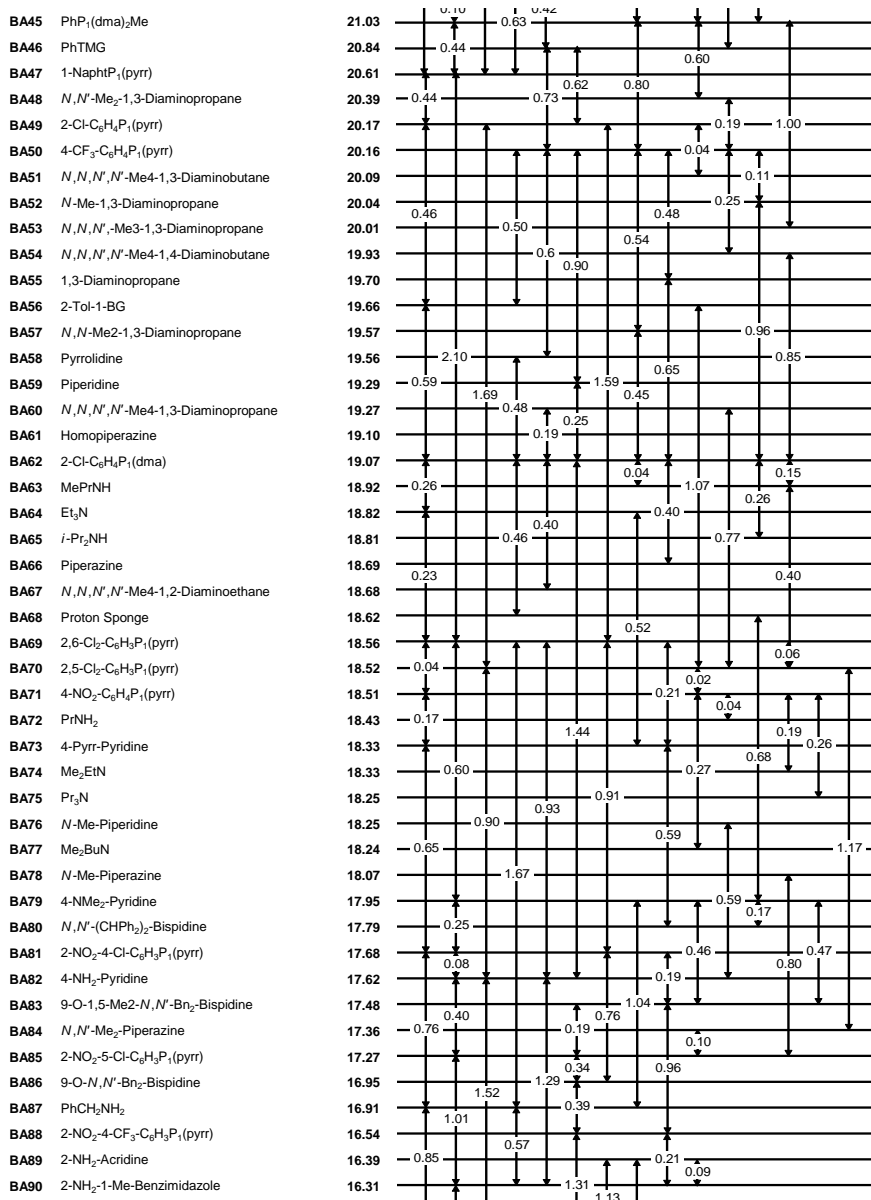 BA45 PhP₁(dma)₂Me 21.03 0.63
BA46 PhTMG 20.84 0.44
0.60
BA47 1-NaphtP₁(pyrr) 20.61
0.62 0.80
BA48 N,N'-Me₂-1,3-Diaminopropane 20.39 0.44 0.73
BA49 2-Cl-C₆H₄P₁(pyrr) 20.17 0.19 1.00
BA50 4-CF₃-C₆H₄P₁(pyrr) 20.16 0.04
BA51 N,N,N',N'-Me4-1,3-Diaminobutane 20.09 0.11
BA52 N-Me-1,3-Diaminopropane 20.04 0.25
0.46 0.48
BA53 N,N,N',-Me3-1,3-Diaminopropane 20.01 0.50
0.54
BA54 N,N,N',N'-Me4-1,4-Diaminobutane 19.93 0.6
0.90
BA55 1,3-Diaminopropane 19.70
BA56 2-Tol-1-BG 19.66
BA57 N,N-Me2-1,3-Diaminopropane 19.57 0.96
BA58 Pyrrolidine 19.56 2.10 0.85
0.65
BA59 Piperidine 19.29 0.59 1.59
1.69 0.45
BA60 N,N,N',N'-Me4-1,3-Diaminopropane 19.27 0.48
0.25
BA61 Homopiperazine 19.10 0.19
BA62 2-Cl-C₆H₄P₁(dma) 19.07
0.04 0.15
BA63 MePrNH 18.92 0.26 1.07
0.26
BA64 Et₃N 18.82 0.40
0.40
BA65 i-Pr₂NH 18.81 0.46 0.77
BA66 Piperazine 18.69
0.23 0.40
BA67 N,N,N',N'-Me4-1,2-Diaminoethane 18.68
BA68 Proton Sponge 18.62
0.52
BA69 2,6-Cl₂-C₆H₃P₁(pyrr) 18.56
0.06
BA70 2,5-Cl₂-C₆H₃P₁(pyrr) 18.52 0.04
0.02
BA71 4-NO₂-C₆H₄P₁(pyrr) 18.51 0.21
0.04
BA72 PrNH₂ 18.43 0.17
1.44 0.19
BA73 4-Pyrr-Pyridine 18.33 0.26
0.68
BA74 Me₂EtN 18.33 0.60 0.27
BA75 Pr₃N 18.25 0.91
0.93
BA76 N-Me-Piperidine 18.25 0.90
0.59
BA77 Me₂BuN 18.24 0.65 1.17
BA78 N-Me-Piperazine 18.07 1.67
BA79 4-NMe₂-Pyridine 17.95 0.59
0.17
BA80 N,N'-(CHPh₂)₂-Bispidine 17.79 0.25
BA81 2-NO₂-4-Cl-C₆H₃P₁(pyrr) 17.68 0.46 0.47
0.08 0.80
BA82 4-NH₂-Pyridine 17.62 0.19
BA83 9-O-1,5-Me2-N,N'-Bn₂-Bispidine 17.48 1.04
0.40 0.76
BA84 N,N'-Me₂-Piperazine 17.36 0.76 0.19
0.10
BA85 2-NO₂-5-Cl-C₆H₃P₁(pyrr) 17.27
0.34 0.96
BA86 9-O-N,N'-Bn₂-Bispidine 16.95 1.29
1.52
BA87 PhCH₂NH₂ 16.91 0.39
1.01
BA88 2-NO₂-4-CF₃-C₆H₃P₁(pyrr) 16.54
0.57
BA89 2-NH₂-Acridine 16.39 0.85 0.21
0.09
BA90 2-NH₂-1-Me-Benzimidazole 16.31 1.31
1.13